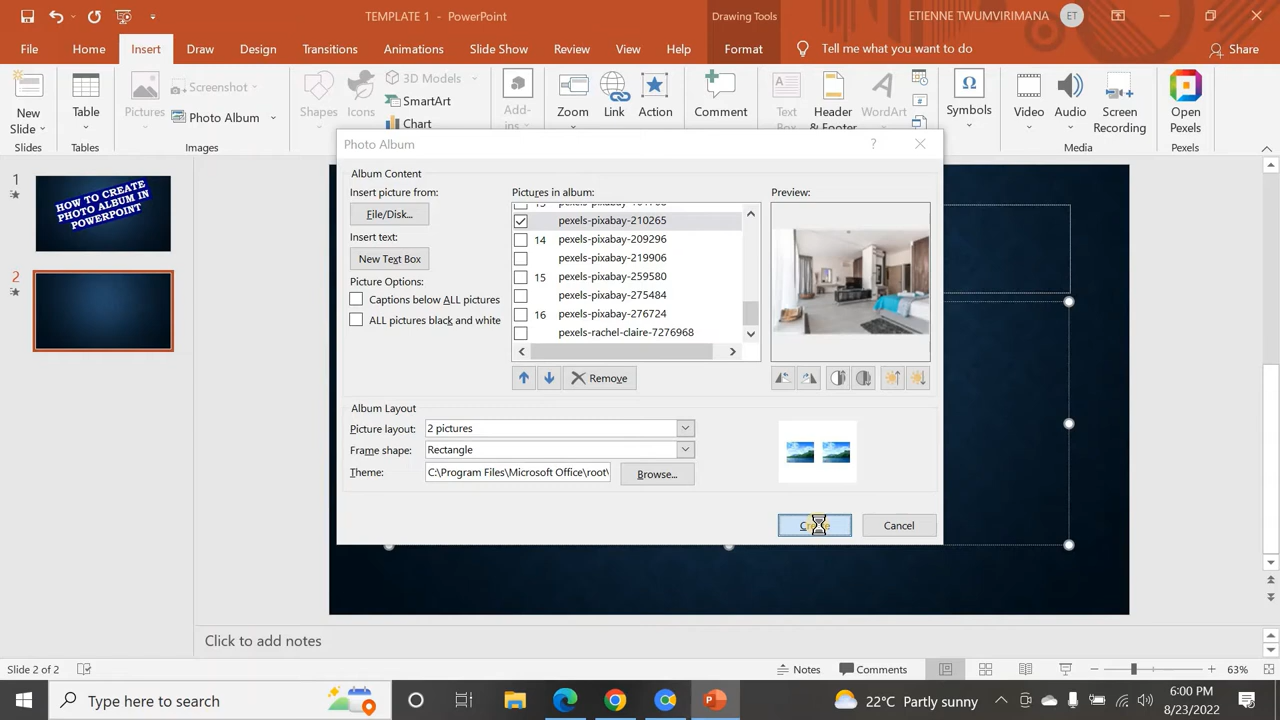 TEMPLATE 1 - PowerPoint
Drawing Tools
ETIENNE TWUMVIRIMANA
ET
File
Home
Insert
Draw
Design
Transitions
Animations
Slide Show
Review
View
Help
Format
Tell me what you want to do
Share
New
Slide
Table
Pictures
Screenshot
Photo Album
Shapes
Icons
3D Models
SmartArt
Chart
Add-
ins
Zoom
Link
Action
Comment
Text
Box
Header
& Footer
WordArt
Ω
Symbols
Video
Audio
Screen
Recording
Open
Pexels
Slides
Tables
Images
Media
Pexels
1
HOW TO CREATE
PHOTO ALBUM IN
POWERPOINT
2
Photo Album
?
Album Content
Insert picture from:
File/Disk...
Insert text:
New Text Box
Picture Options:
Captions below ALL pictures
ALL pictures black and white
Pictures in album:
pexels-pixabay-210265
14 pexels-pixabay-209296
pexels-pixabay-219906
15 pexels-pixabay-259580
pexels-pixabay-275484
16 pexels-pixabay-276724
pexels-rachel-claire-7276968
Remove
Preview:
Album Layout
Picture layout: 2 pictures
Frame shape: Rectangle
Theme: C:\Program Files\Microsoft Office\root\
Browse...
Create
Cancel
Click to add notes
Slide 2 of 2
Notes
Comments
63%
Type here to search
22°C Partly sunny
6:00 PM
8/23/2022